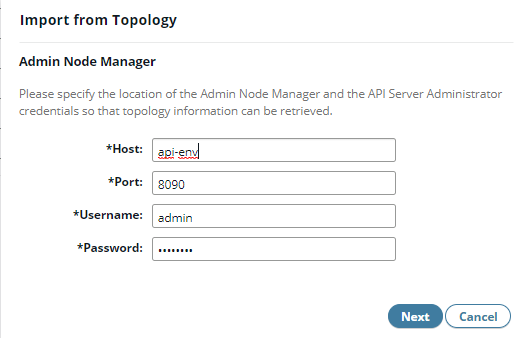 Import from Topology
Admin Node Manager
Please specify the location of the Admin Node Manager and the API Server Administrator
credentials so that topology information can be retrieved.
*Host: api-env
*Port: 8090
*Username: admin
*Password: ••••••••
Next Cancel